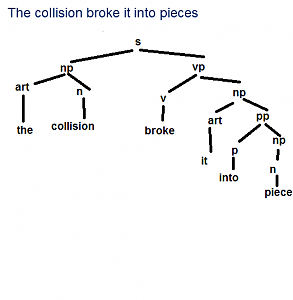 The collision broke it into pieces
s
np vp
art n v np
the collision broke art pp
it p np
into n
piece